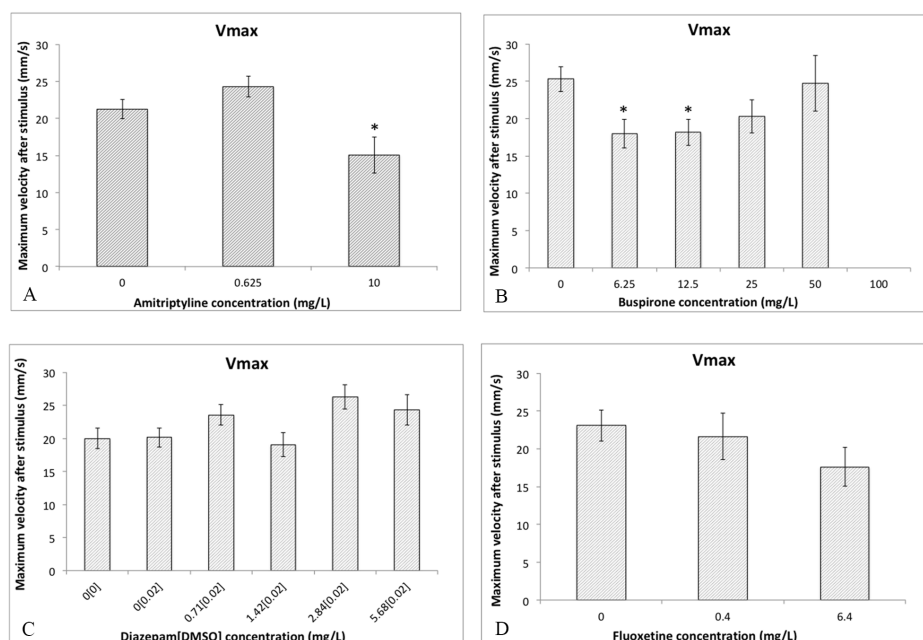 Vmax
Maximum velocity after stimulus (mm/s)
30
25
20
15
10
5
0
*
0 0.625 10
Amitriptyline concentration (mg/L)
A
Vmax
Maximum velocity after stimulus (mm/s)
30
25
20
15
10
5
0
* *
0 6.25 12.5 25 50 100
Buspirone concentration (mg/L)
B
Vmax
Maximum velocity after stimulus (mm/s)
30
25
20
15
10
5
0
0[0] 0[0.02] 0.71[0.02] 1.42[0.02] 2.84[0.02] 5.68[0.02]
Diazepam[DMSO] concentration (mg/L)
C
Vmax
Maximum velocity after stimulus (mm/s)
30
25
20
15
10
5
0
0 0.4 6.4
Fluoxetine concentration (mg/L)
D